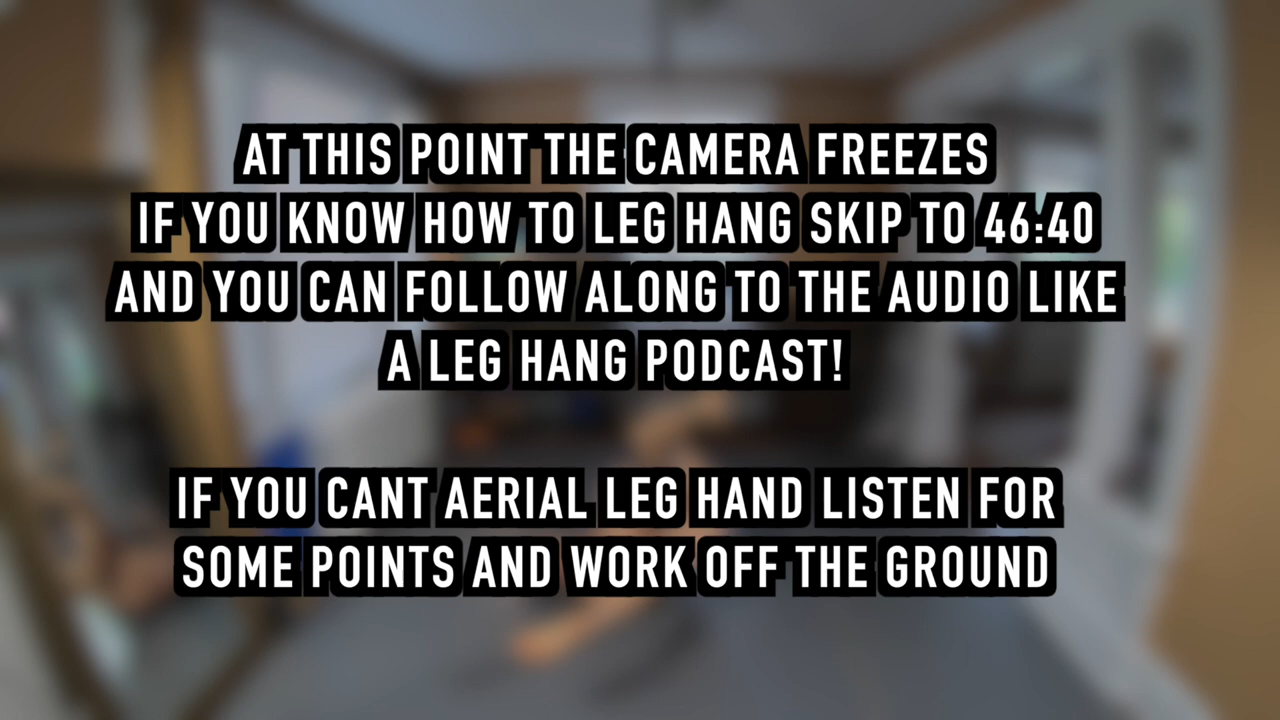 AT THIS POINT THE CAMERA FREEZES
IF YOU KNOW HOW TO LEG HANG SKIP TO 46:40
AND YOU CAN FOLLOW ALONG TO THE AUDIO LIKE
A LEG HANG PODCAST!
IF YOU CANT AERIAL LEG HAND LISTEN FOR
SOME POINTS AND WORK OFF THE GROUND